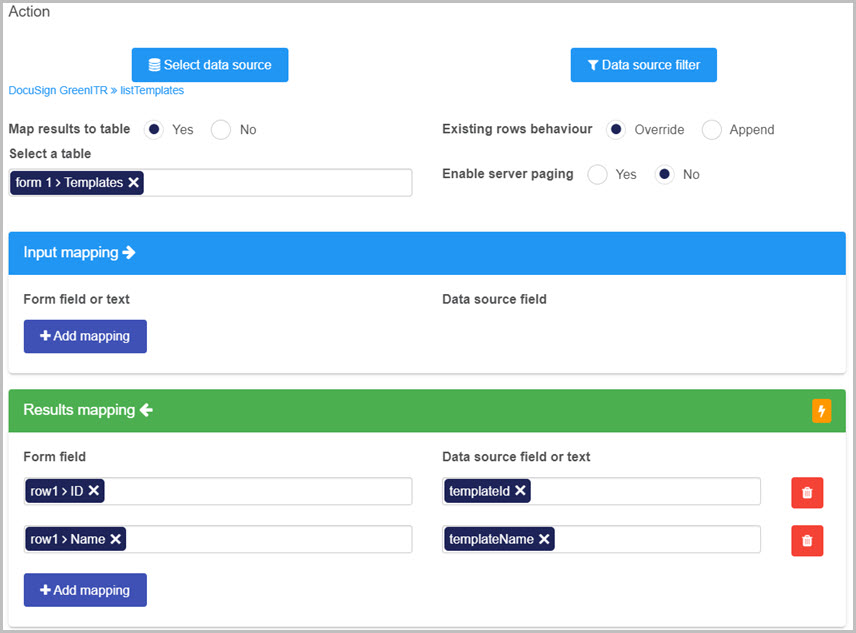 Action
Select data source
Data source filter
DocuSign GreenITR » listTemplates
Map results to table Yes No
Existing rows behaviour Override Append
Select a table
form 1 > Templates ✕
Enable server paging Yes No
Input mapping →
Form field or text
Data source field
+ Add mapping
Results mapping ←
Form field
Data source field or text
row1 > ID ✕
templateId ✕
row1 > Name ✕
templateName ✕
+ Add mapping